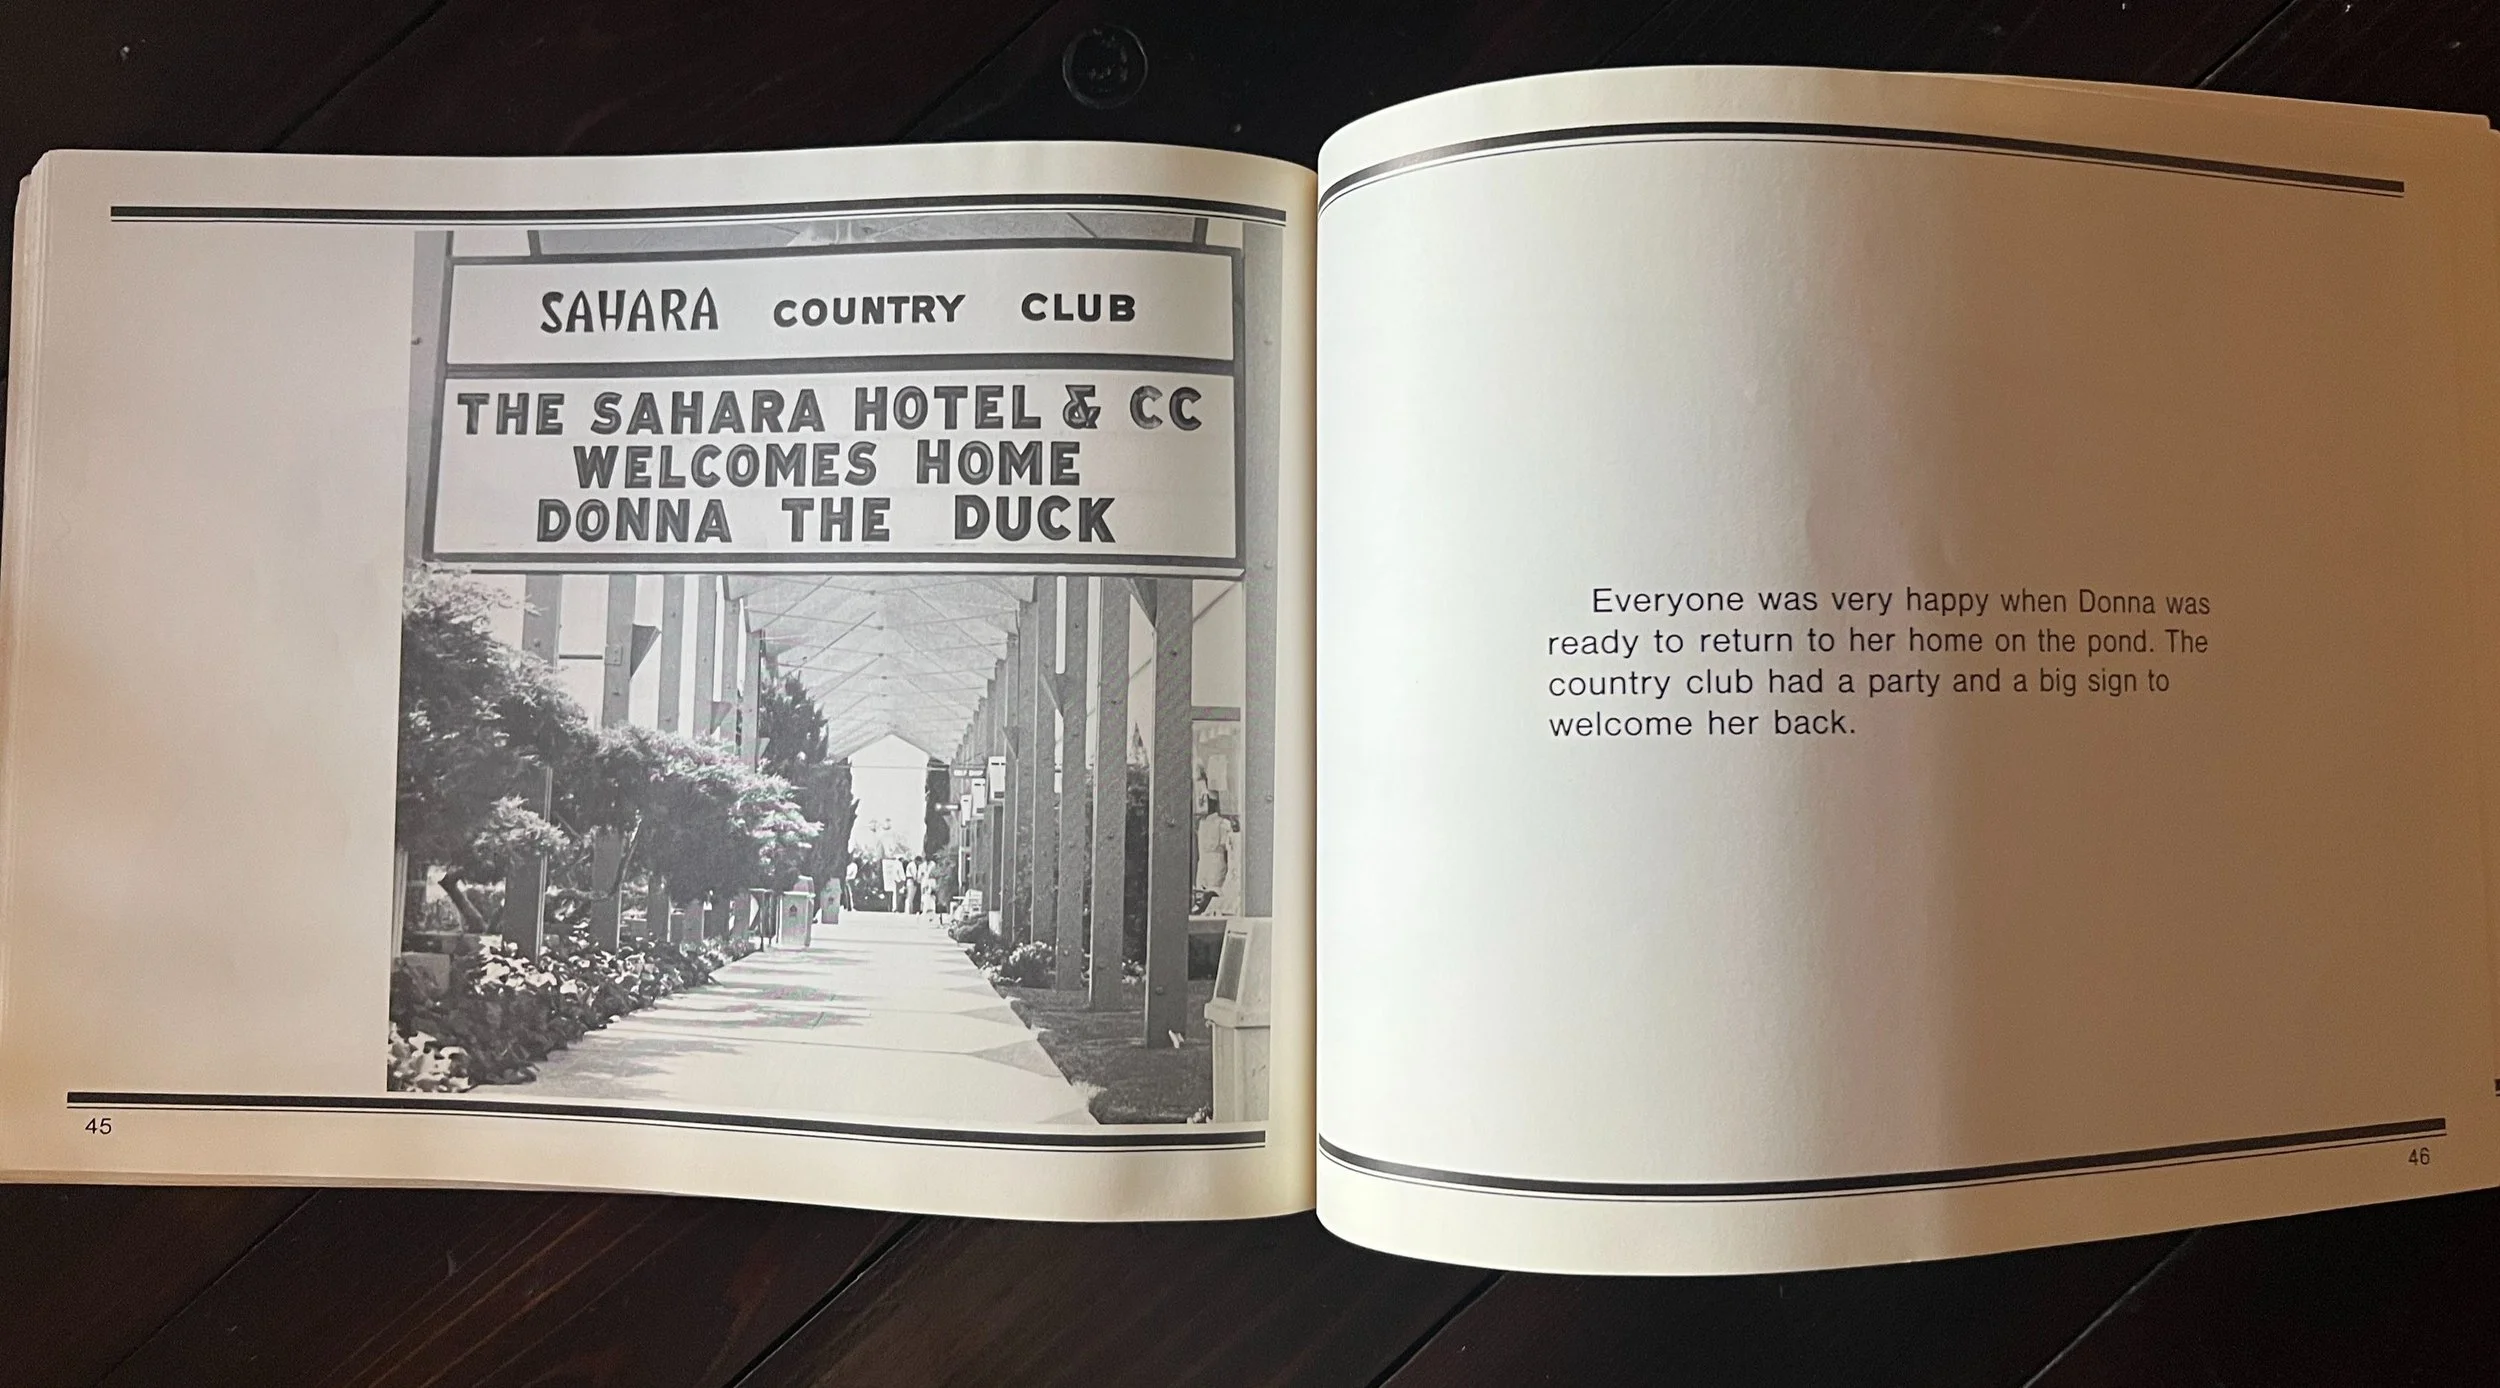 SAHARA COUNTRY CLUB
THE SAHARA HOTEL & CC
WELCOMES HOME
DONNA THE DUCK
45
Everyone was very happy when Donna was
ready to return to her home on the pond. The
country club had a party and a big sign to
welcome her back.
46